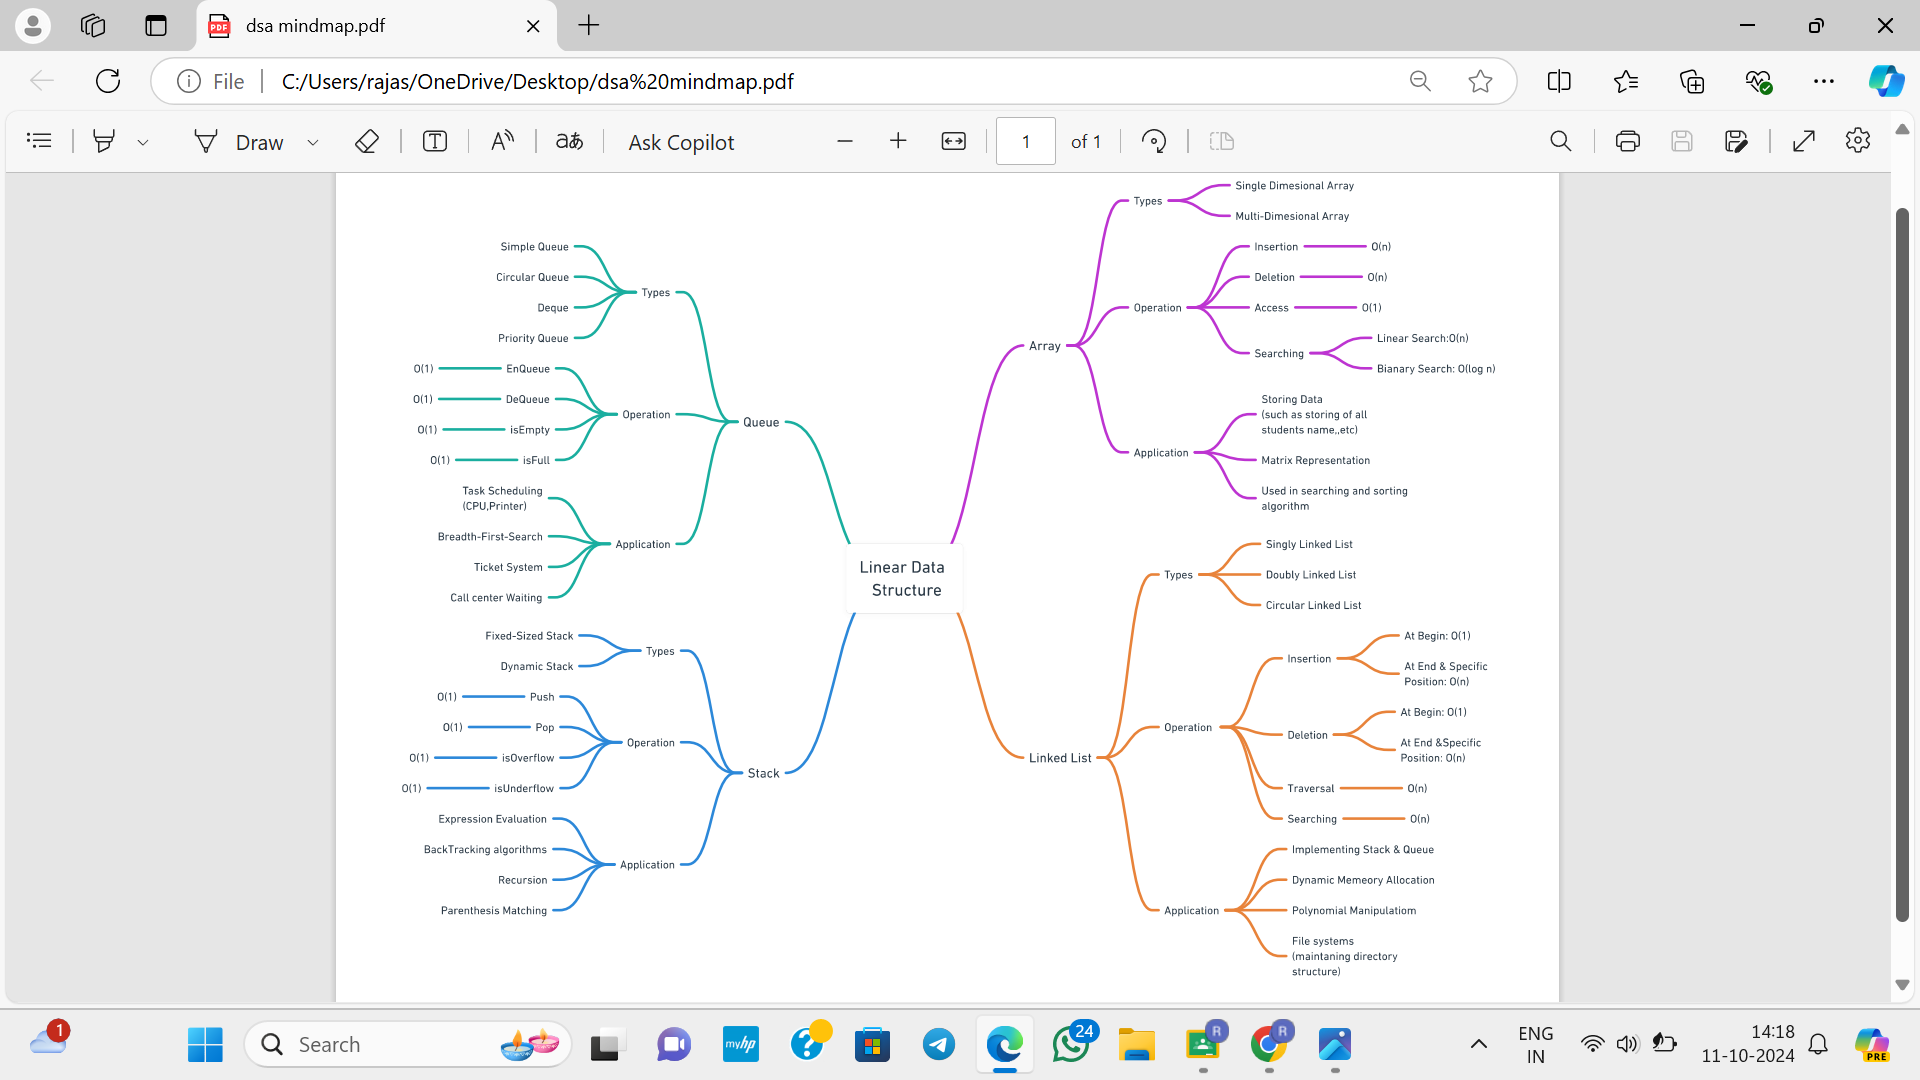 dsa mindmap.pdf
File
C:/Users/rajas/OneDrive/Desktop/dsa%20mindmap.pdf
Draw
Ask Copilot
1
of 1
Simple Queue
Circular Queue
Deque
Priority Queue
Types
O(1) EnQueue
O(1) DeQueue
O(1) isEmpty
O(1) isFull
Operation
Queue
Task Scheduling
(CPU,Printer)
Breadth-First-Search
Ticket System
Call center Waiting
Application
Fixed-Sized Stack
Dynamic Stack
Types
O(1) Push
O(1) Pop
O(1) isOverflow
O(1) isUnderflow
Operation
Stack
Expression Evaluation
BackTracking algorithms
Recursion
Parenthesis Matching
Application
Linear Data
Structure
Array
Types
Single Dimesional Array
Multi-Dimesional Array
Operation
Insertion O(n)
Deletion O(n)
Access O(1)
Searching
Linear Search:O(n)
Bianary Search: O(log n)
Application
Storing Data
(such as storing of all
students name,,etc)
Matrix Representation
Used in searching and sorting
algorithm
Linked List
Types
Singly Linked List
Doubly Linked List
Circular Linked List
Operation
Insertion
At Begin: O(1)
At End & Specific
Position: O(n)
Deletion
At Begin: O(1)
At End &Specific
Position: O(n)
Traversal O(n)
Searching O(n)
Application
Implementing Stack & Queue
Dynamic Memeory Allocation
Polynomial Manipulatiom
File systems
(maintaning directory
structure)
1
Search
myhp
24
R
R
ENG
IN
14:18
11-10-2024
PRE